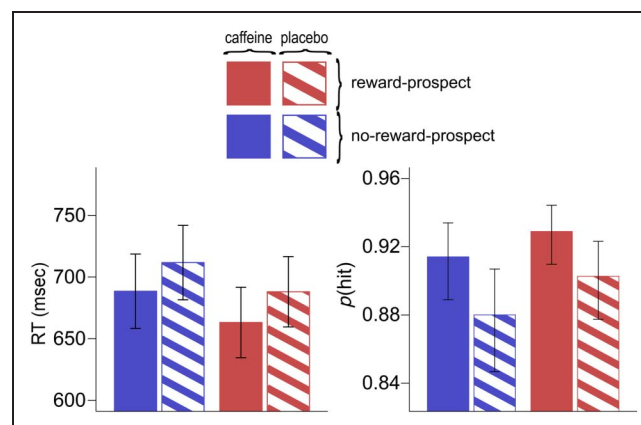 caffeine placebo
reward-prospect
no-reward-prospect
RT (msec)
750
700
650
600
p(hit)
0.96
0.92
0.88
0.84